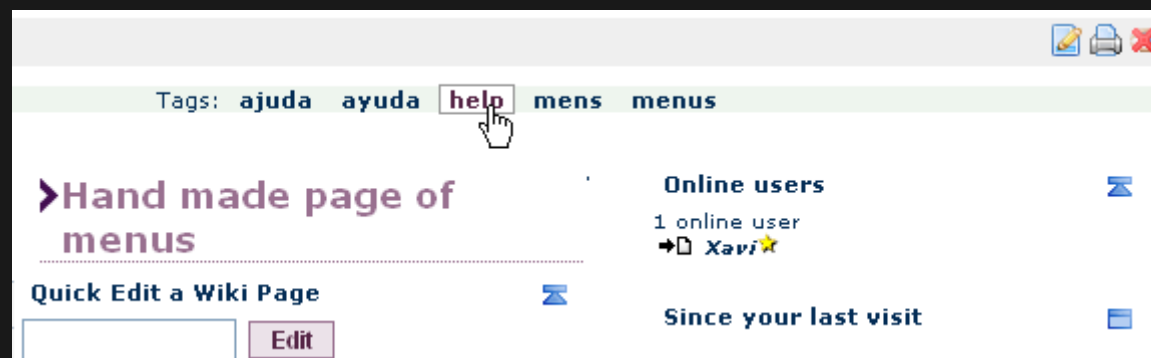 Tags: ajuda ayuda help mens menus
Hand made page of
menus
Quick Edit a Wiki Page
Edit
Online users
1 online user
Xavi
Since your last visit